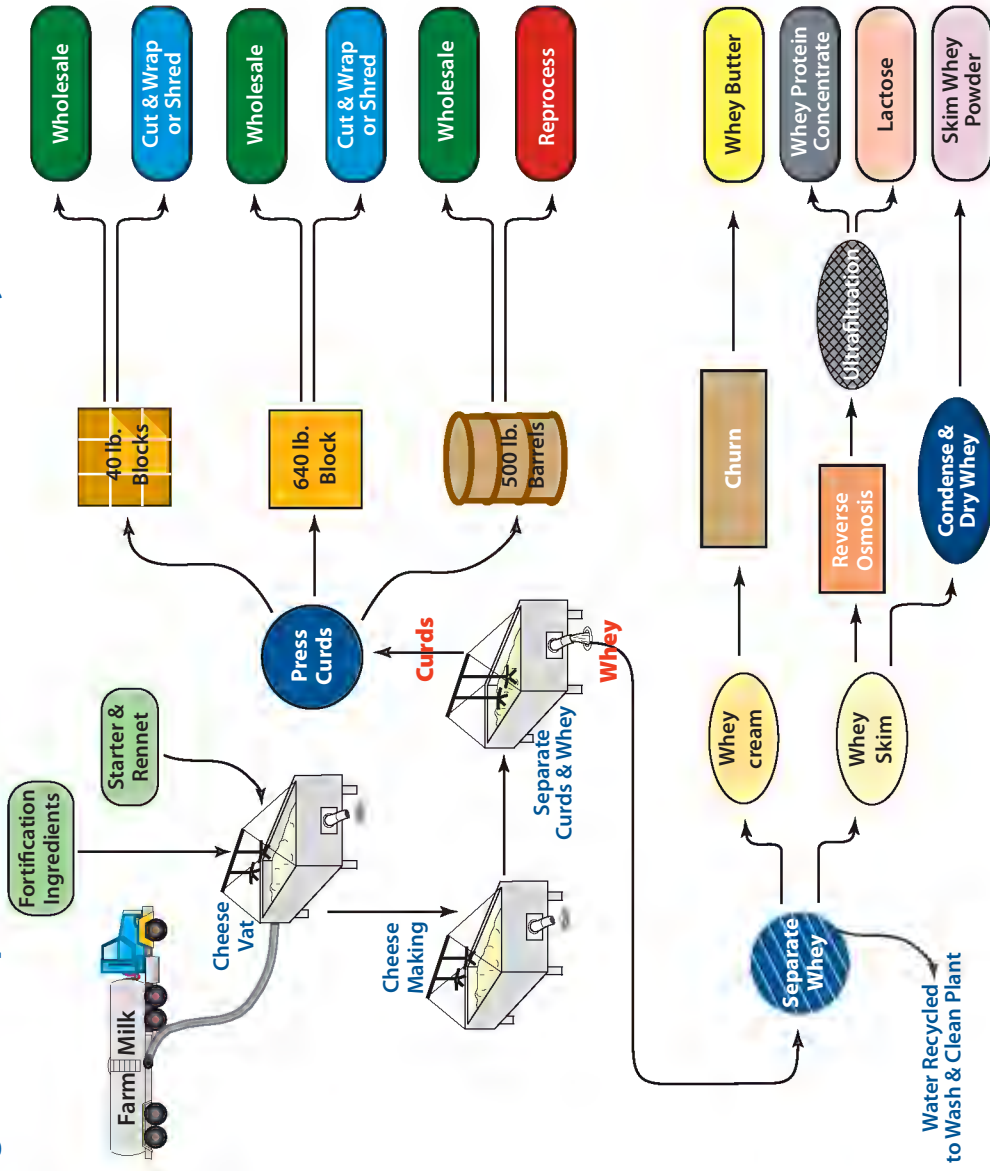 Farm Milk
Fortification
Ingredients
Starter &
Rennet
Cheese
Vat
Cheese
Making
Separate
Curds & Whey
Curds
Whey
Press
Curds
40 lb.
Blocks
640 lb.
Block
500 lb.
Barrels
Wholesale
Cut & Wrap
or Shred
Wholesale
Cut & Wrap
or Shred
Wholesale
Reprocess
Separate
Whey
Water Recycled
to Wash & Clean Plant
Whey
cream
Whey
Skim
Churn
Reverse
Osmosis
Ultrafiltration
Condense &
Dry Whey
Whey Butter
Whey Protein
Concentrate
Lactose
Skim Whey
Powder